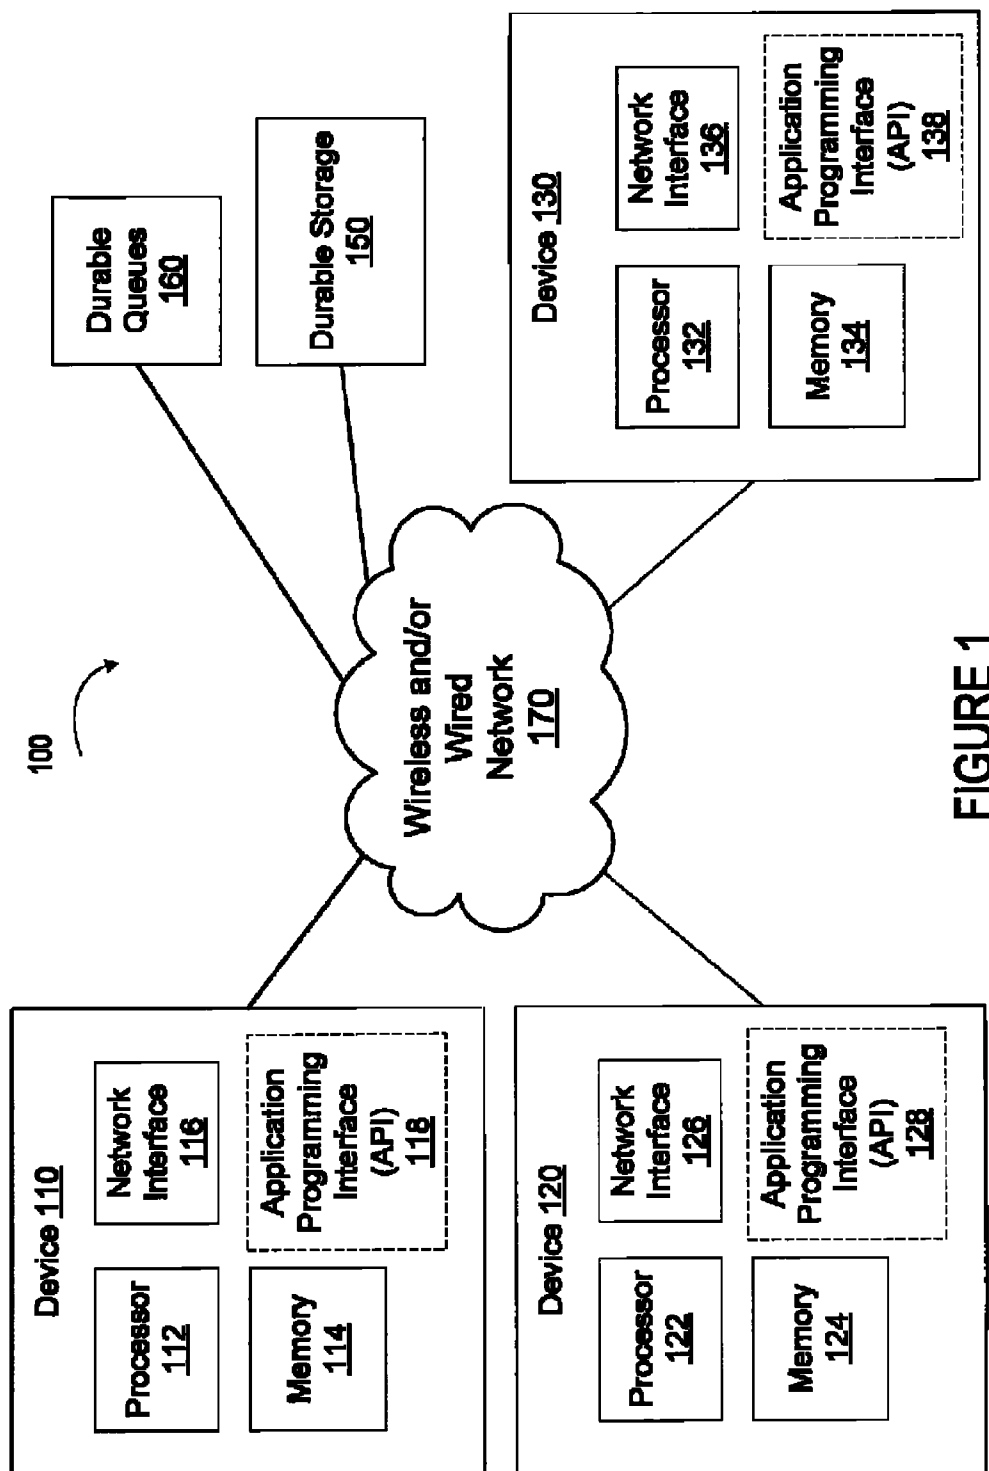 100
Device 110
Processor
112
Network
Interface
116
Memory
114
Application
Programming
Interface
(API)
118
Durable
Queues
160
Durable Storage
150
Wireless and/or
Wired
Network
170
Device 120
Processor
122
Network
Interface
126
Memory
124
Application
Programming
Interface
(API)
128
Device 130
Processor
132
Network
Interface
136
Memory
134
Application
Programming
Interface
(API)
138
FIGURE 1